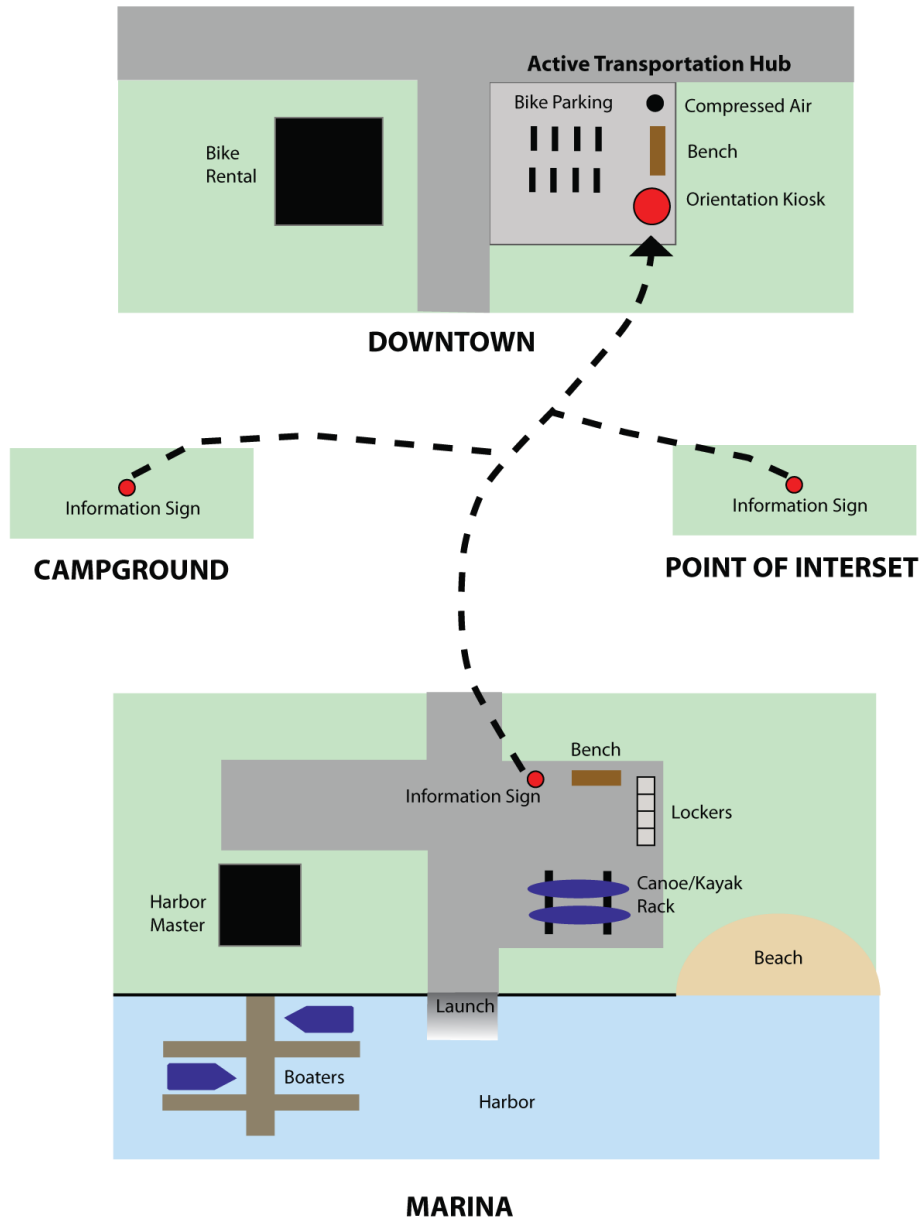 Active Transportation Hub
Bike Parking
Compressed Air
Bike
Rental
Bench
Orientation Kiosk
DOWNTOWN
Information Sign
CAMPGROUND
Information Sign
POINT OF INTERSET
Bench
Information Sign
Lockers
Canoe/Kayak
Rack
Harbor
Master
Beach
Launch
Boaters
Harbor
MARINA